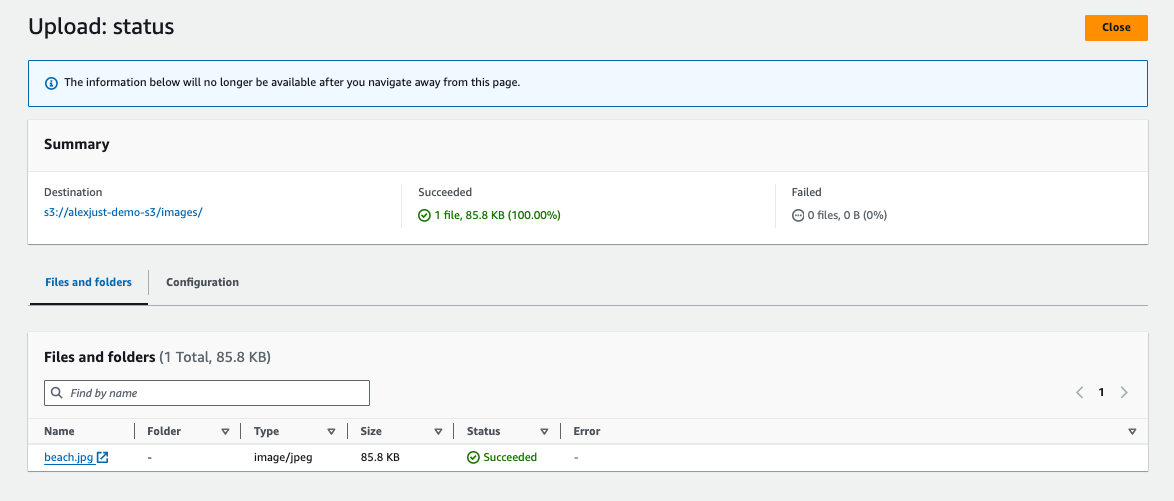 Upload: status
Close
The information below will no longer be available after you navigate away from this page.
Summary
Destination
s3://alexjust-demo-s3/images/
Succeeded
1 file, 85.8 KB (100.00%)
Failed
0 files, 0 B (0%)
Files and folders
Configuration
Files and folders (1 Total, 85.8 KB)
Find by name
1
Name Folder Type Size Status Error
beach.jpg - image/jpeg 85.8 KB Succeeded -